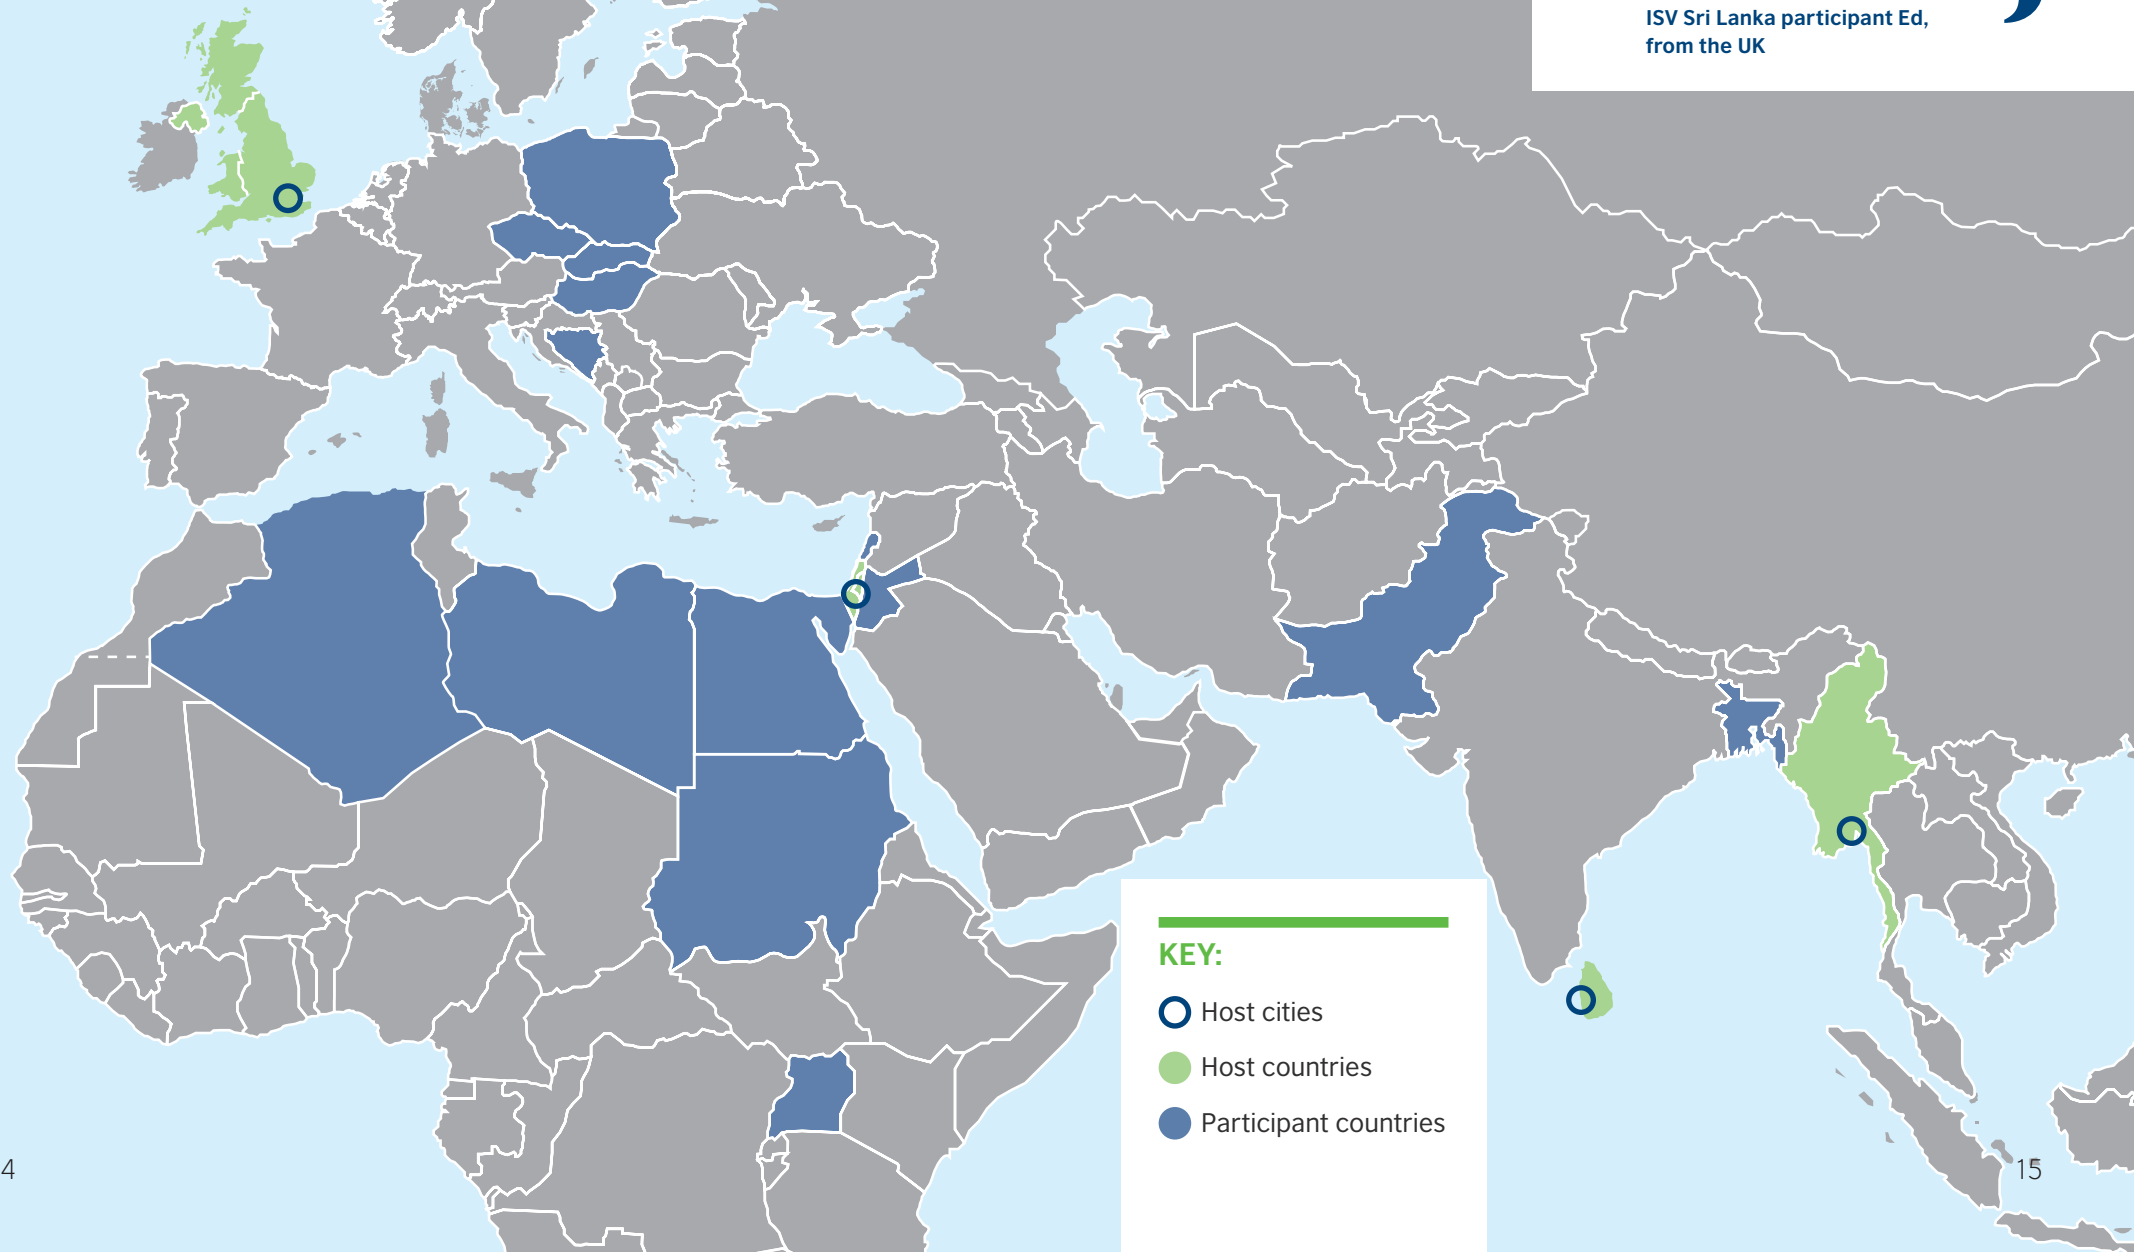 ISV Sri Lanka participant Ed,
from the UK
KEY:
Host cities
Host countries
Participant countries
4
15